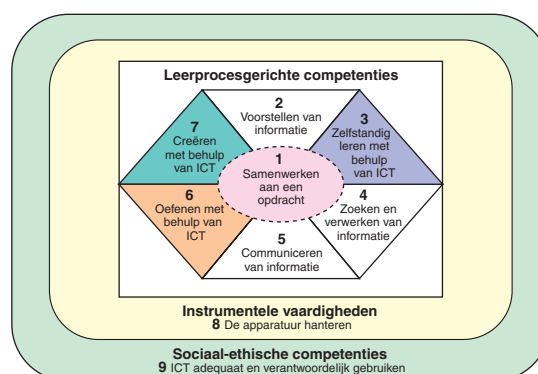 Leerprocesgerichte competenties
2
Voorstellen van
informatie
7
Creëren
met behulp
van ICT
3
Zelfstandig
leren met
behulp
van ICT
1
Samenwerken
aan een
opdracht
6
Oefenen met
behulp van
ICT
4
Zoeken en
verwerken van
informatie
5
Communiceren
van informatie
Instrumentele vaardigheden
8 De apparatuur hanteren
Sociaal-ethische competenties
9 ICT adequaat en verantwoordelijk gebruiken